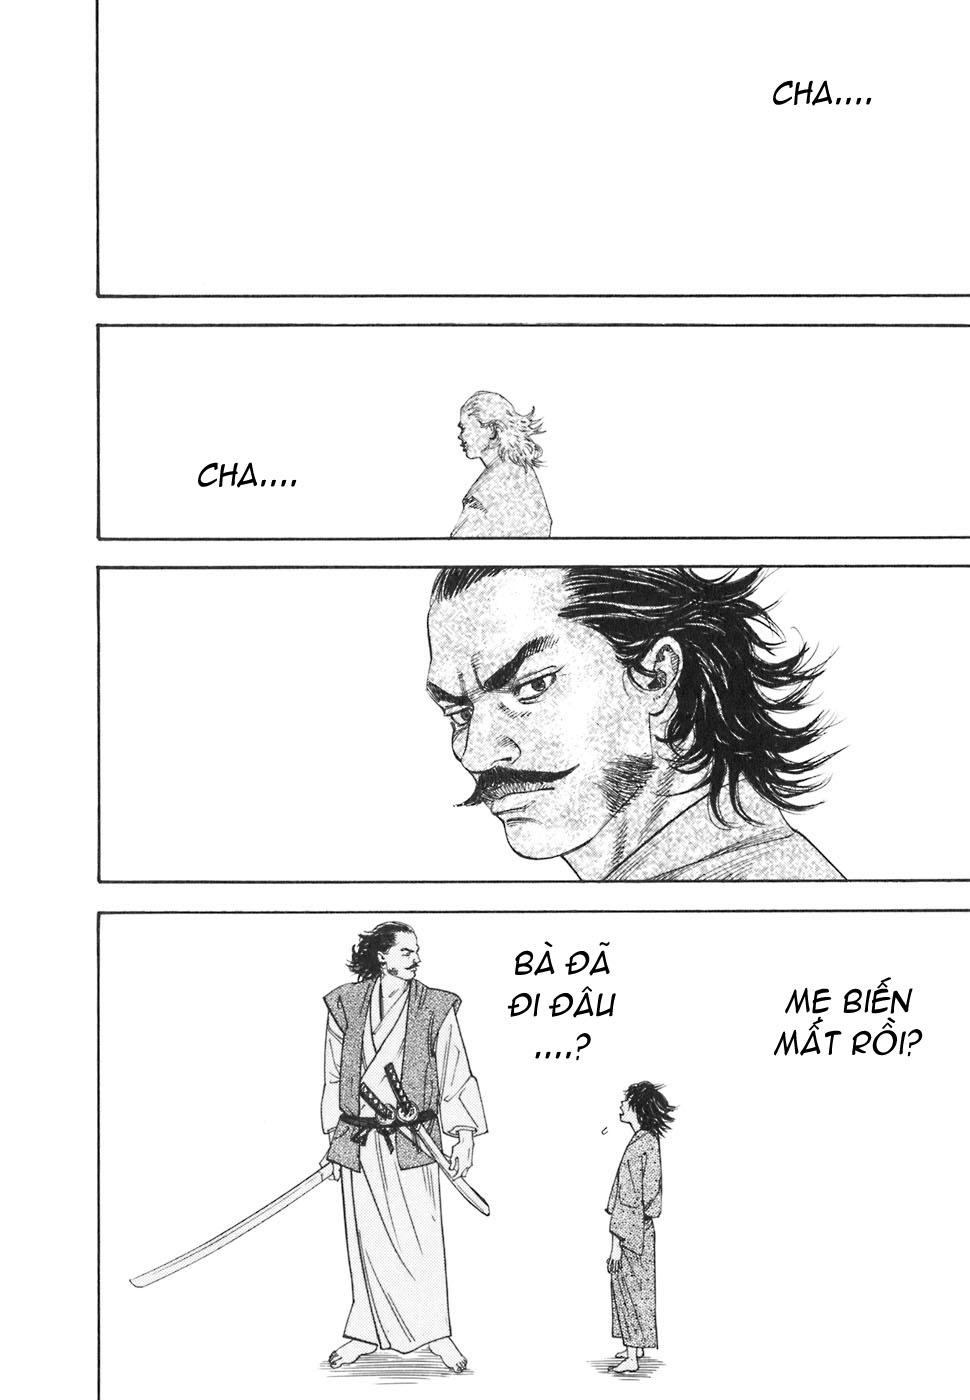 CHA....
CHA....
MẸ BIẾN
MẤT RỒI?
BÀ ĐÃ
ĐI ĐÂU
....?